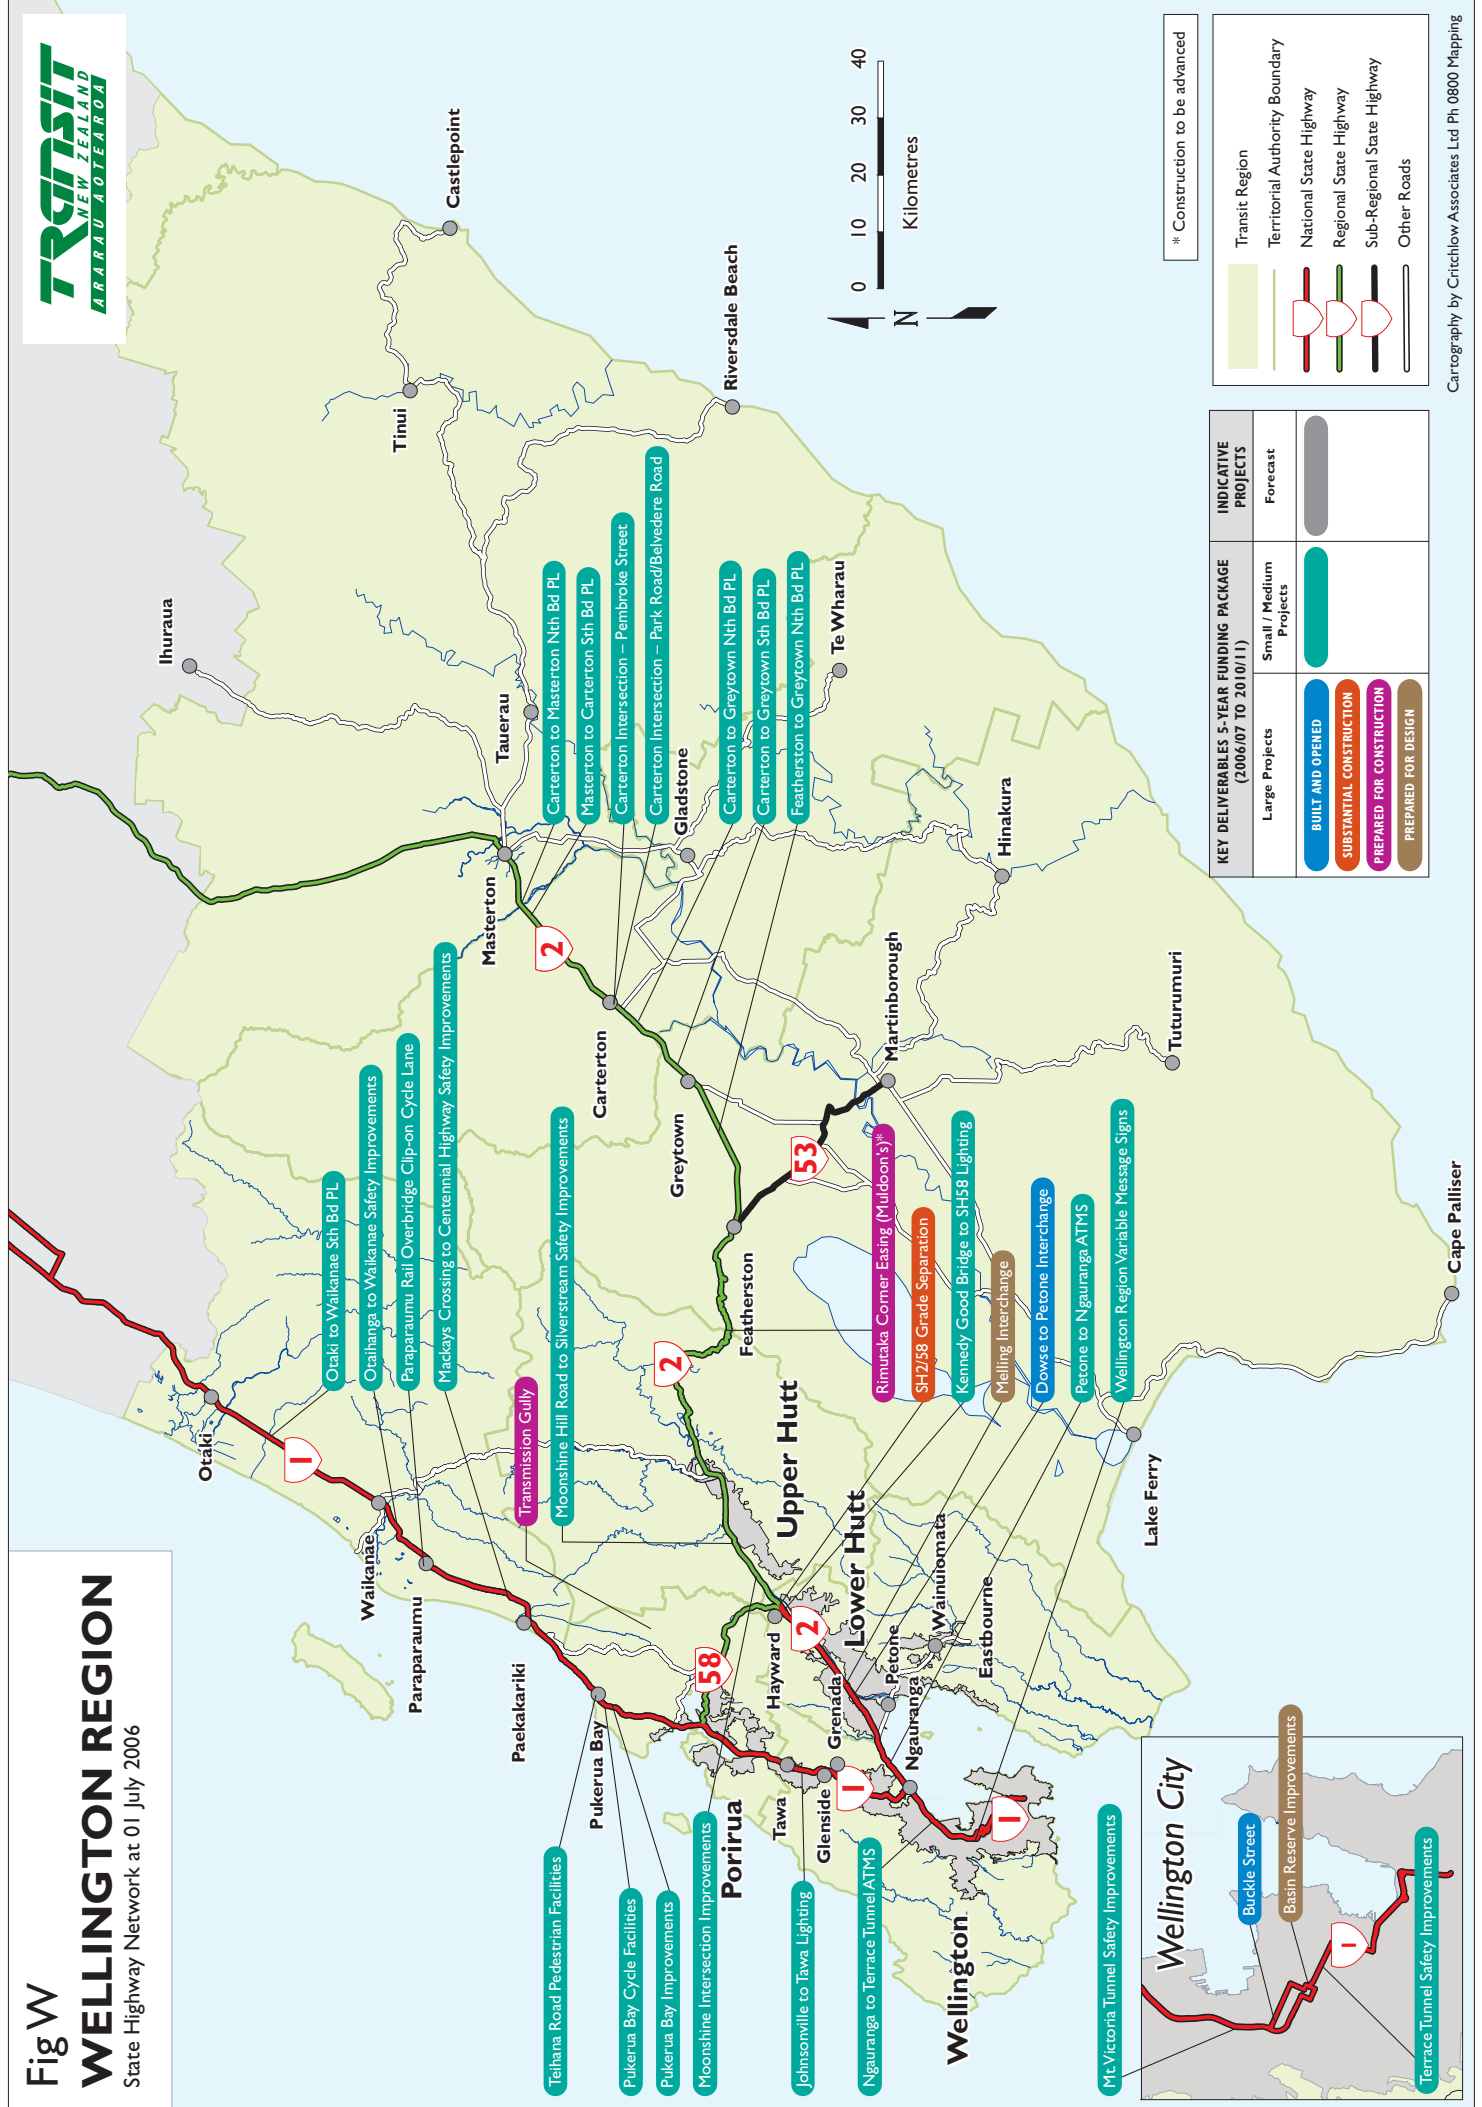 Fig W
WELLINGTON REGION
State Highway Network at 01 July 2006
TRANSIT
NEW ZEALAND
ARARAU AOTEAROA
Otaki
Waikanae
Paraparaumu
Paekakariki
Pukerua Bay
Porirua
Tawa
Glenside
Grenada
Ngauranga
Wellington
Hayward
Petone
Lower Hutt
Upper Hutt
Wainuiomata
Eastbourne
Featherston
Greytown
Carterton
Masterton
Martinborough
Gladstone
Tauerau
Ihuraua
Tinui
Castlepoint
Riversdale Beach
Te Wharau
Hinakura
Tuturumuri
Lake Ferry
Cape Palliser
1
1
1
2
2
2
53
58
Otaki to Waikanae Sth Bd PL
Otaihanga to Waikanae Safety Improvements
Paraparaumu Rail Overbridge Clip-on Cycle Lane
Mackays Crossing to Centennial Highway Safety Improvements
Transmission Gully
Moonshine Hill Road to Silverstream Safety Improvements
Carterton to Masterton Nth Bd PL
Masterton to Carterton Sth Bd PL
Carterton Intersection – Pembroke Street
Carterton Intersection – Park Road/Belvedere Road
Carterton to Greytown Nth Bd PL
Carterton to Greytown Sth Bd PL
Featherston to Greytown Nth Bd PL
Rimutaka Corner Easing (Muldoon's)*
SH2/58 Grade Separation
Kennedy Good Bridge to SH58 Lighting
Melling Interchange
Dowse to Petone Interchange
Petone to Ngauranga ATMS
Wellington Region Variable Message Signs
Teihana Road Pedestrian Facilities
Pukerua Bay Cycle Facilities
Pukerua Bay Improvements
Moonshine Intersection Improvements
Johnsonville to Tawa Lighting
Ngauranga to Terrace Tunnel ATMS
Mt.Victoria Tunnel Safety Improvements
Wellington City
Buckle Street
Basin Reserve Improvements
1
Terrace Tunnel Safety Improvements
0 10 20 30 40
Kilometres
N
* Construction to be advanced
Transit Region
Territorial Authority Boundary
National State Highway
Regional State Highway
Sub-Regional State Highway
Other Roads
KEY DELIVERABLES 5-YEAR FUNDING PACKAGE
(2006/07 TO 2010/11)
INDICATIVE
PROJECTS
Large Projects
Small / Medium
Projects
Forecast
BUILT AND OPENED
SUBSTANTIAL CONSTRUCTION
PREPARED FOR CONSTRUCTION
PREPARED FOR DESIGN
Cartography by Critchlow Associates Ltd Ph 0800 Mapping